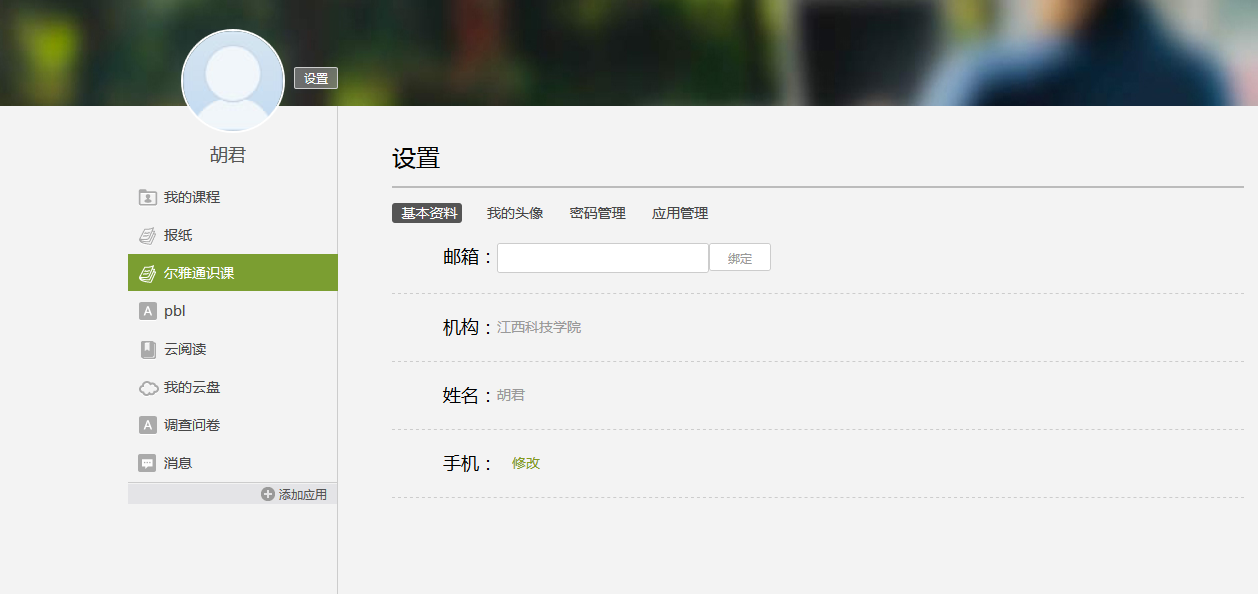 设置
胡君
我的课程
报纸
尔雅通识课
pbl
云阅读
我的云盘
调查问卷
消息
添加应用
设置
基本资料 我的头像 密码管理 应用管理
邮箱： 绑定
机构：江西科技学院
姓名：胡君
手机： 修改